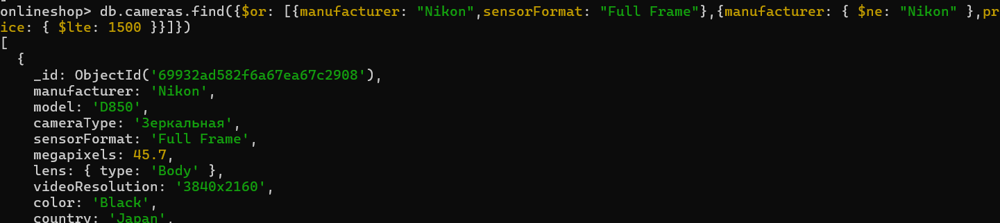 onlineshop> db.cameras.find({$or: [{manufacturer: "Nikon",sensorFormat: "Full Frame"},{manufacturer: { $ne: "Nikon" },pr
ice: { $lte: 1500 }}]})
[
  {
    _id: ObjectId('69932ad582f6a67ea67c2908'),
    manufacturer: 'Nikon',
    model: 'D850',
    cameraType: 'Зеркальная',
    sensorFormat: 'Full Frame',
    megapixels: 45.7,
    lens: { type: 'Body' },
    videoResolution: '3840x2160',
    color: 'Black',
    country: 'Japan',